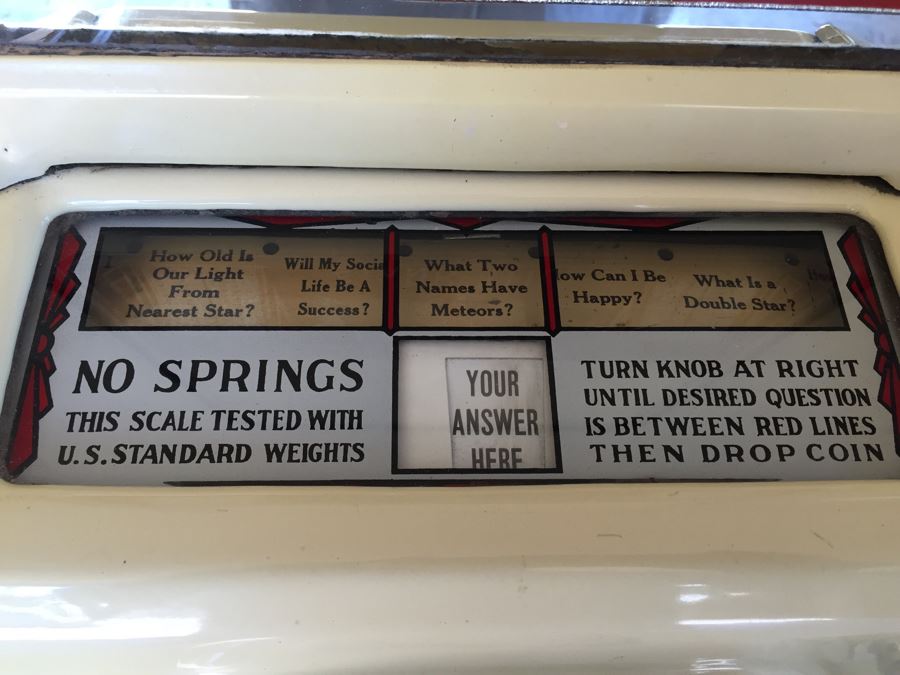 How Old Is
Our Light
From
Nearest Star?
Will My Socia
Life Be A
Success?
What Two
Names Have
Meteors?
ow Can I Be
Happy?
What Is a
Double Star?
NO SPRINGS
THIS SCALE TESTED WITH
U.S. STANDARD WEIGHTS
YOUR
ANSWER
HERE
TURN KNOB AT RIGHT
UNTIL DESIRED QUESTION
IS BETWEEN RED LINES
THEN DROP COIN